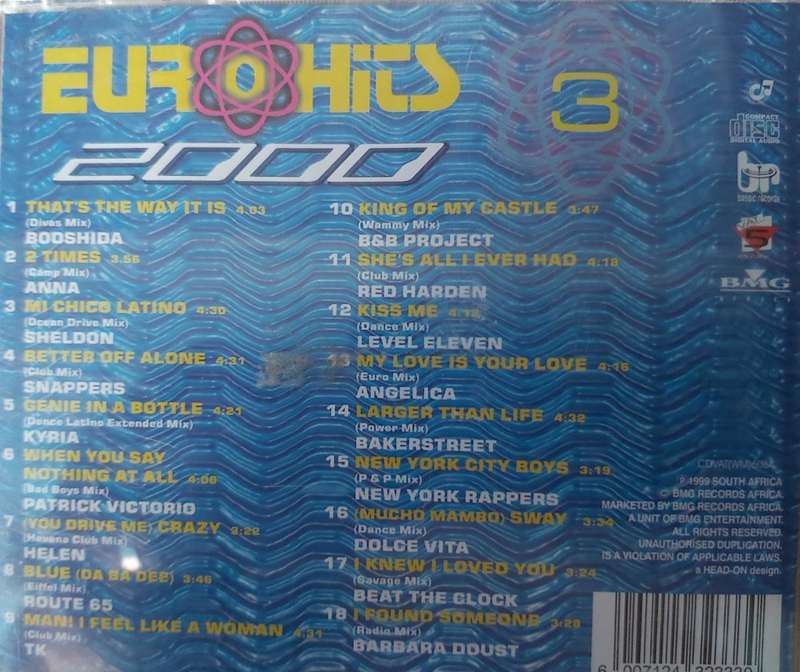 EUROHITS 3
2000
1 THAT'S THE WAY IT IS 4:03
(Divas Mix)
BOOSHIDA
2 2 TIMES 3:56
(Camp Mix)
ANNA
3 MI CHICO LATINO 4:30
(Ocean Drive Mix)
SHELDON
4 BETTER OFF ALONE 4:31
(Club Mix)
SNAPPERS
5 GENIE IN A BOTTLE 4:21
(Dance Latino Extended Mix)
KYRIA
6 WHEN YOU SAY
NOTHING AT ALL 4:06
(Bad Boys Mix)
PATRICK VICTORIO
7 (YOU DRIVE ME) CRAZY 3:22
(Havana Club Mix)
HELEN
8 BLUE (DA BA DEE) 3:46
(Eiffel Mix)
ROUTE 65
9 MAN! I FEEL LIKE A WOMAN 4:31
(Club Mix)
TK
10 KING OF MY CASTLE 3:47
(Wammy Mix)
B&B PROJECT
11 SHE'S ALL I EVER HAD 4:18
(Club Mix)
RED HARDEN
12 KISS ME
(Dance Mix)
LEVEL ELEVEN
13 MY LOVE IS YOUR LOVE 4:16
(Euro Mix)
ANGELICA
14 LARGER THAN LIFE 4:32
(Power Mix)
BAKERSTREET
15 NEW YORK CITY BOYS 3:19
(P & P Mix)
NEW YORK RAPPERS
16 (MUCHO MAMBO) SWAY 3:34
(Dance Mix)
DOLCE VITA
17 I KNEW I LOVED YOU 3:24
(Savage Mix)
BEAT THE CLOCK
18 I FOUND SOMEONE 3:28
(Radio Mix)
BARBARA DOUST
COMPACT
disc
DIGITAL AUDIO
br
5
BMG
AFRICA
℗ 1999 SOUTH AFRICA
© BMG RECORDS AFRICA.
MARKETED BY BMG RECORDS AFRICA.
A UNIT OF BMG ENTERTAINMENT.
ALL RIGHTS RESERVED.
UNAUTHORISED DUPLICATION.
IS A VIOLATION OF APPLICABLE LAWS.
a HEAD-ON design.